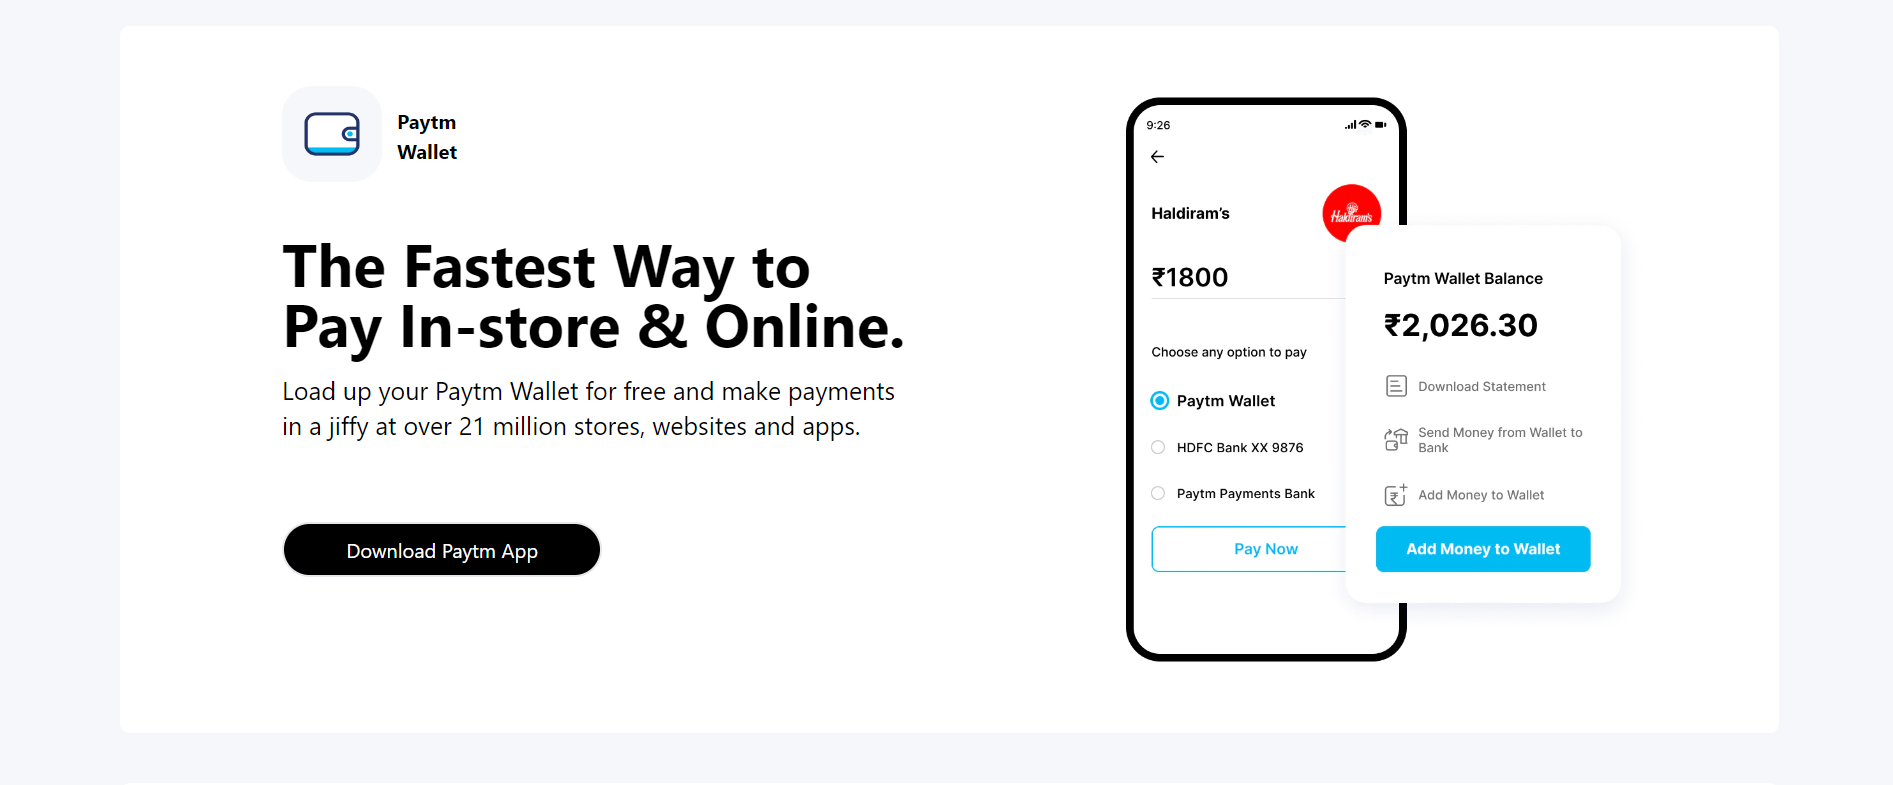 Paytm
Wallet
The Fastest Way to
Pay In-store & Online.
Load up your Paytm Wallet for free and make payments
in a jiffy at over 21 million stores, websites and apps.
Download Paytm App
9:26
Haldiram’s
Haldiram's
₹1800
Choose any option to pay
Paytm Wallet
HDFC Bank XX 9876
Paytm Payments Bank
Pay Now
Paytm Wallet Balance
₹2,026.30
Download Statement
Send Money from Wallet to
Bank
Add Money to Wallet
Add Money to Wallet